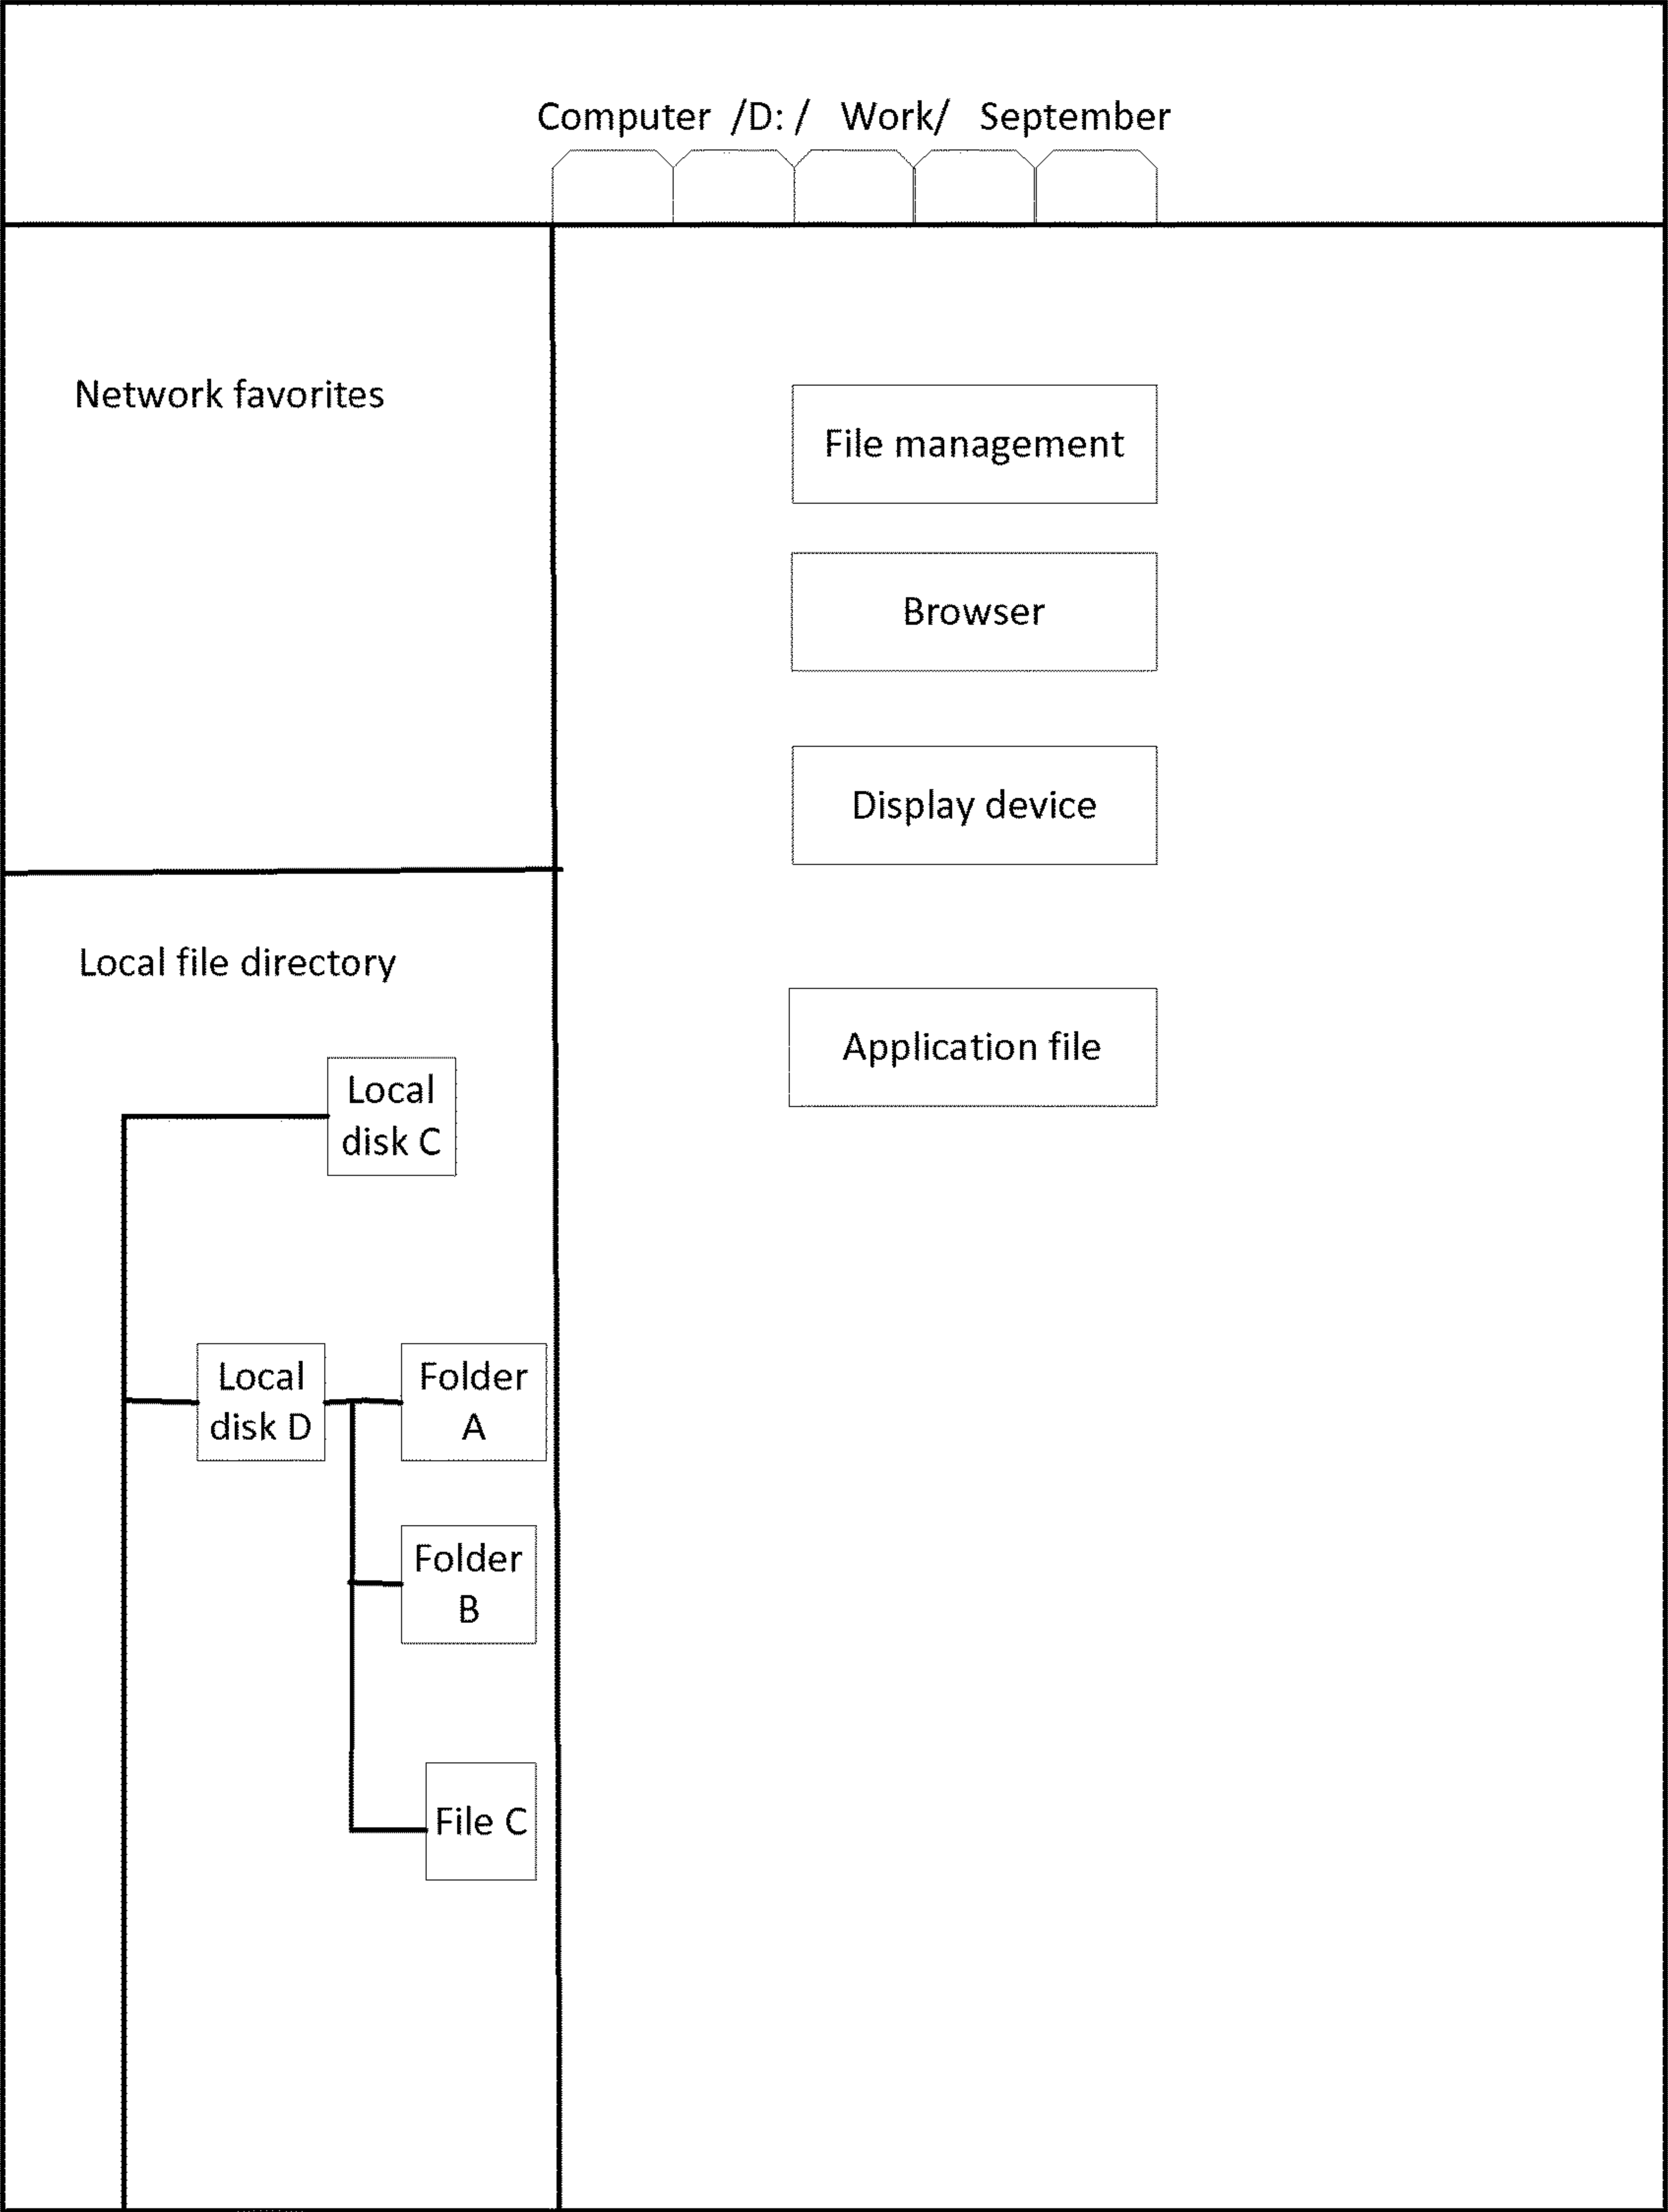 Computer /D: / Work/ September
Network favorites
File management
Browser
Display device
Application file
Local file directory
Local
disk C
Local
disk D
Folder
A
Folder
B
File C